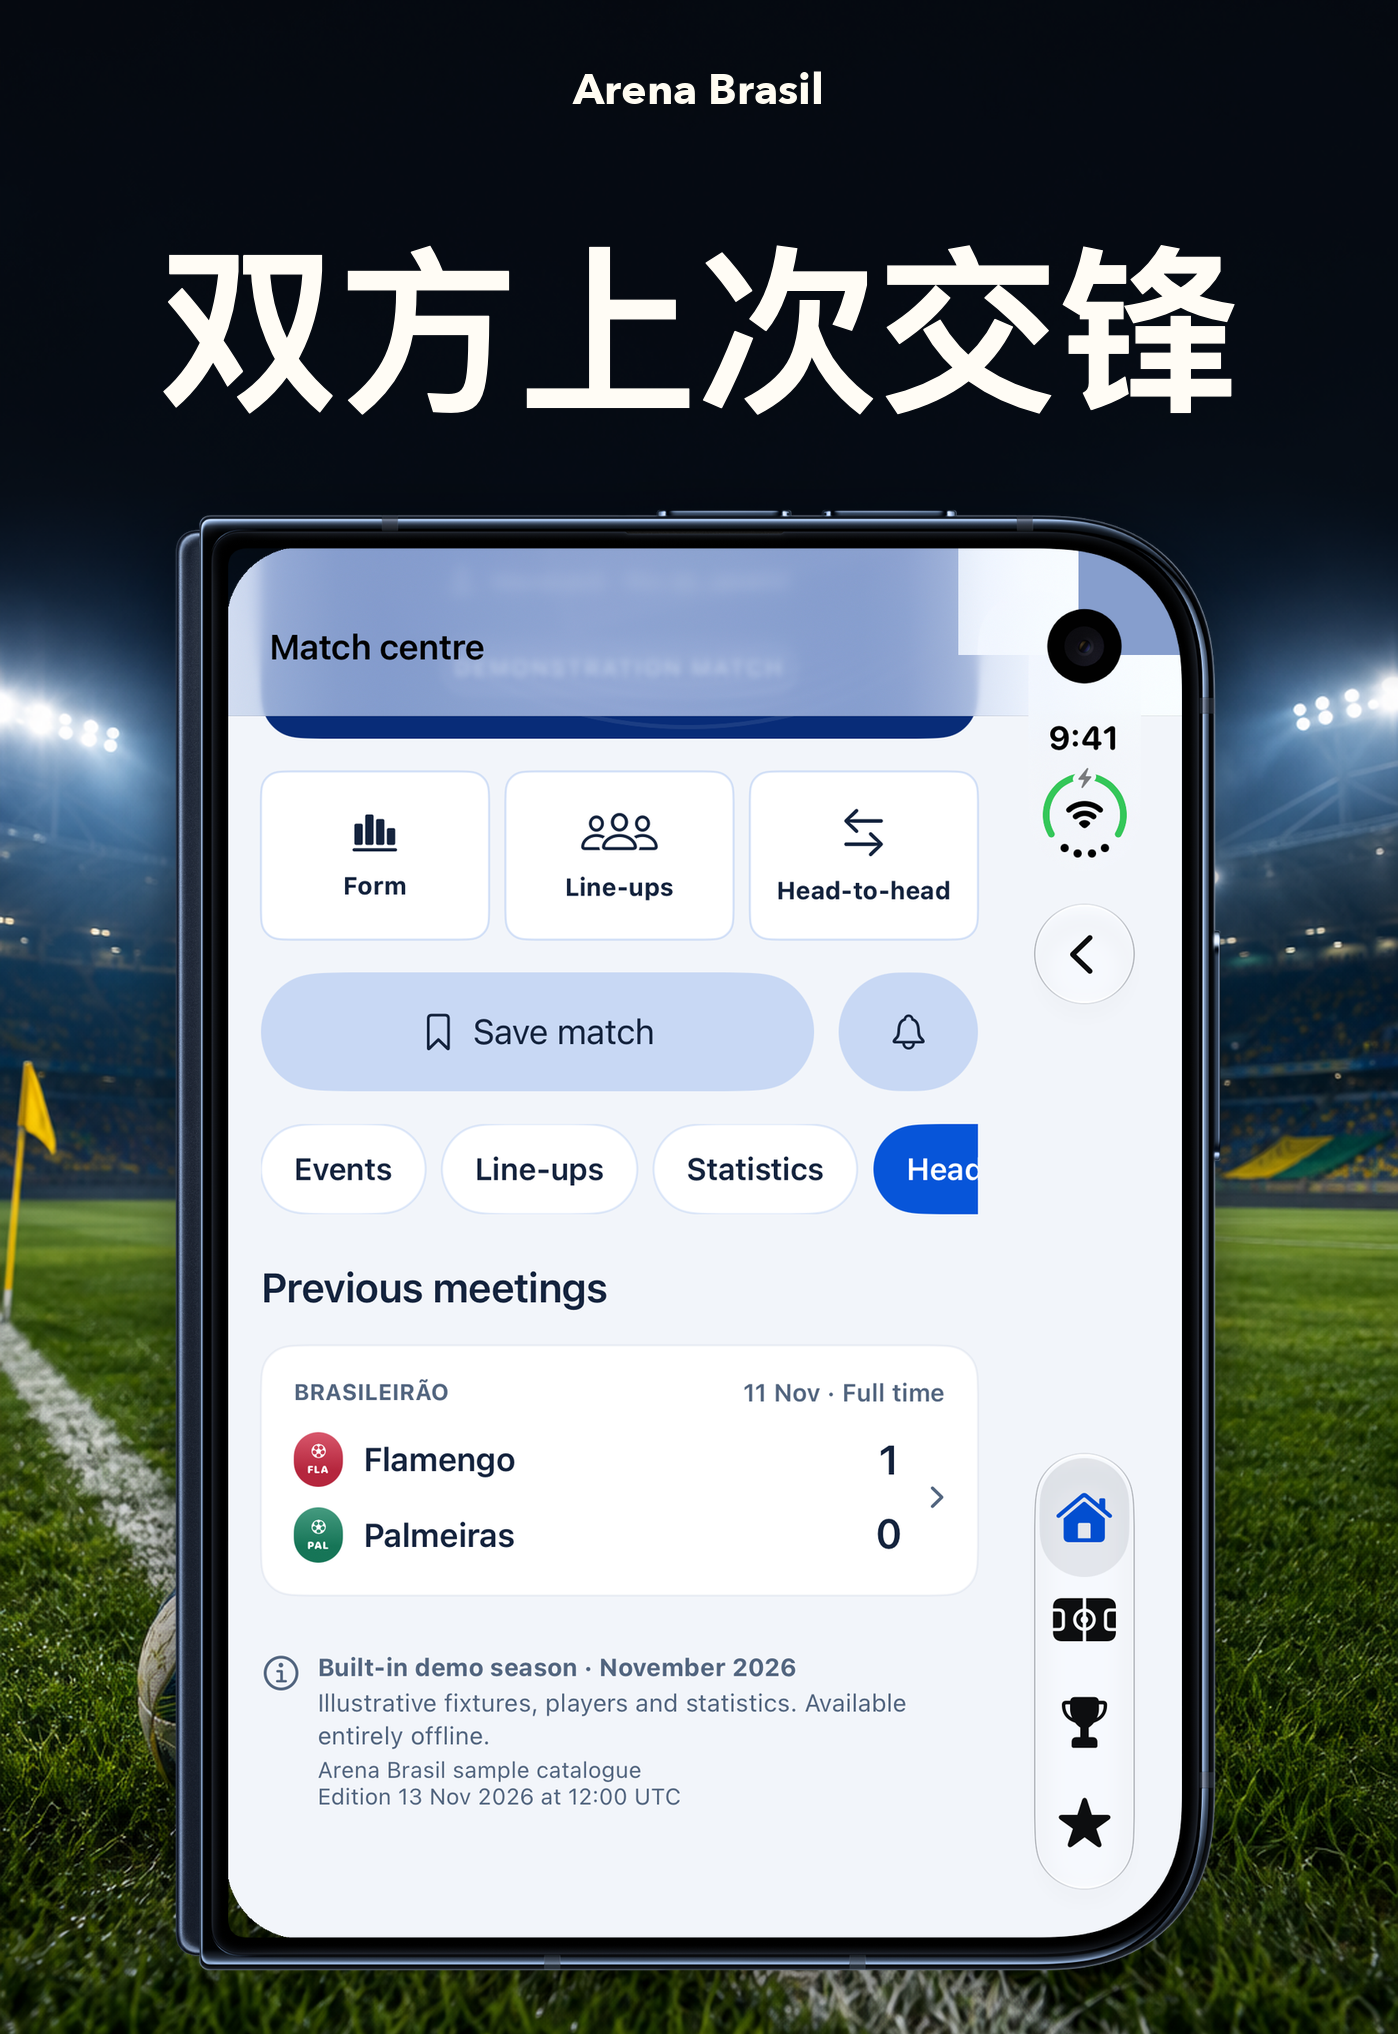 Arena Brasil
双方上次交锋
Match centre
DEMONSTRATION MATCH
9:41
Form
Line-ups
Head-to-head
Save match
Events
Line-ups
Statistics
Head
Previous meetings
BRASILEIRÃO
11 Nov · Full time
FLA
Flamengo
1
PAL
Palmeiras
0
Built-in demo season · November 2026
Illustrative fixtures, players and statistics. Available
entirely offline.
Arena Brasil sample catalogue
Edition 13 Nov 2026 at 12:00 UTC